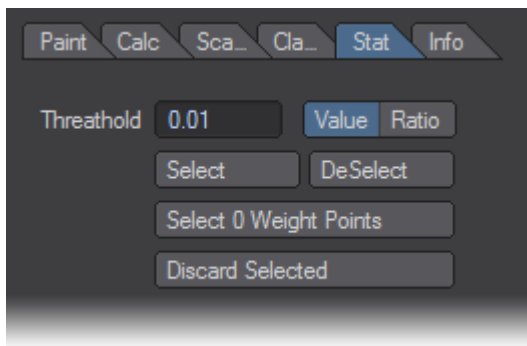 Paint Calc Sca... Cla... Stat Info
Threathold 0.01 Value Ratio
Select DeSelect
Select 0 Weight Points
Discard Selected